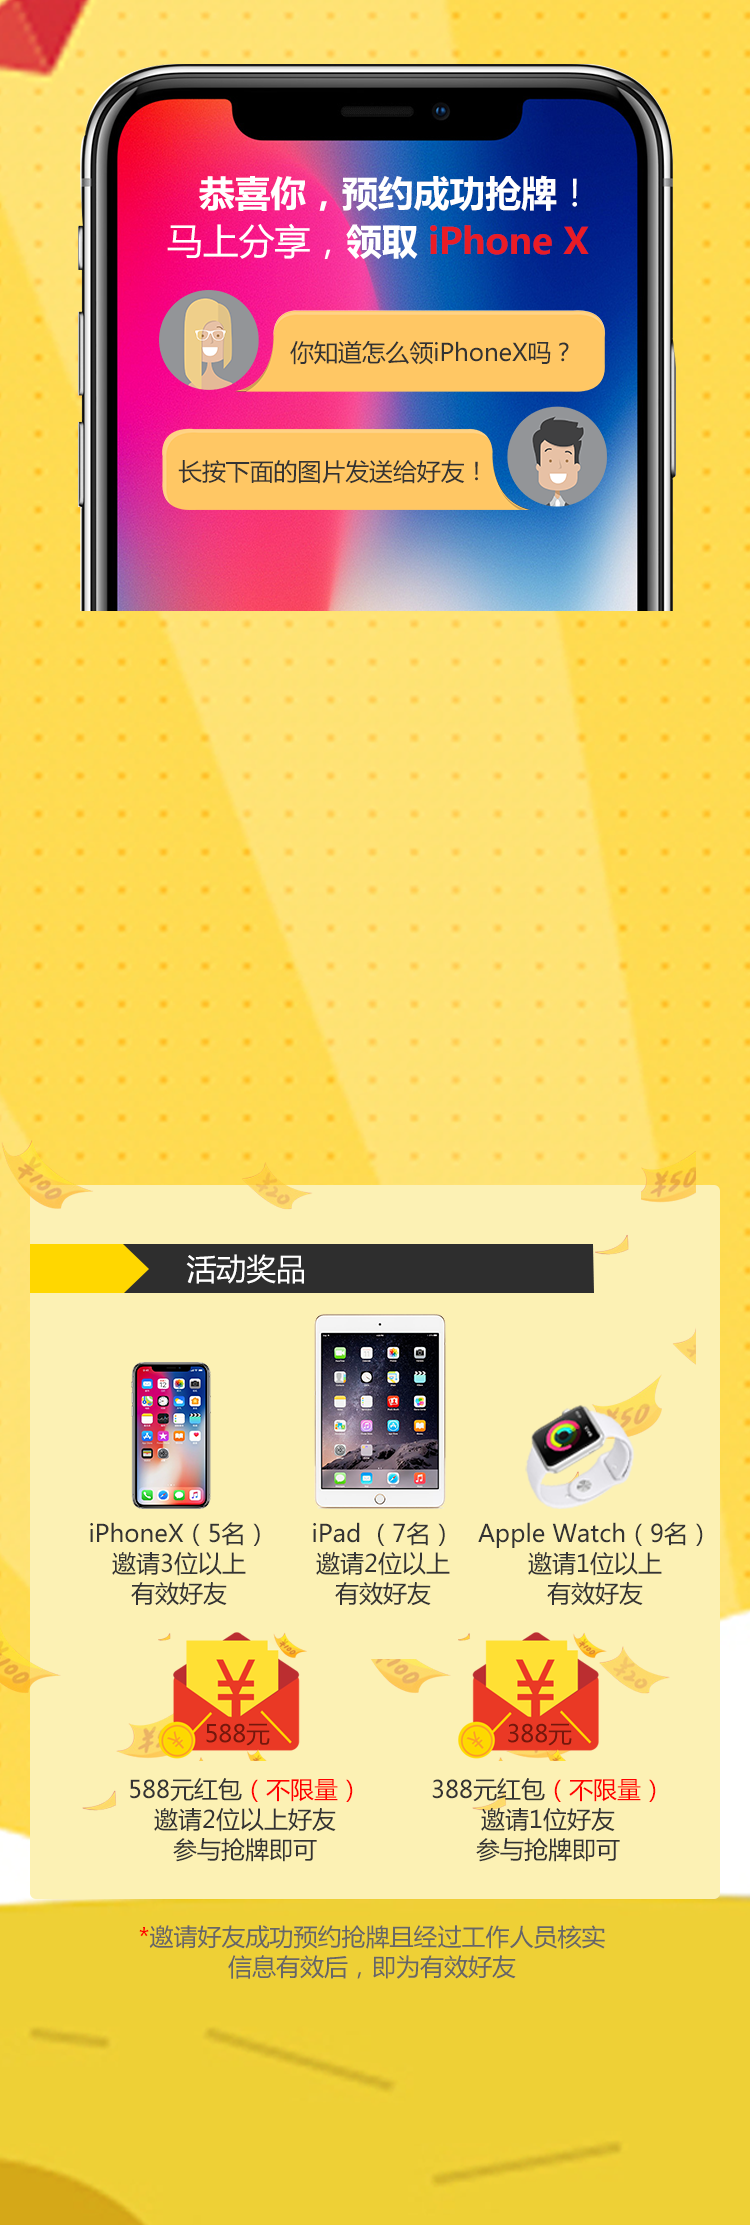 恭喜你，预约成功抢牌！
马上分享，领取 iPhone X
你知道怎么领iPhoneX吗？
长按下面的图片发送给好友！
¥100
¥20
¥50
活动奖品
iPhoneX（5名）
邀请3位以上
有效好友
iPad （7名）
邀请2位以上
有效好友
Apple Watch（9名）
邀请1位以上
有效好友
¥
588元
588元红包（不限量）
邀请2位以上好友
参与抢牌即可
¥
388元
388元红包（不限量）
邀请1位好友
参与抢牌即可
*邀请好友成功预约抢牌且经过工作人员核实
信息有效后，即为有效好友